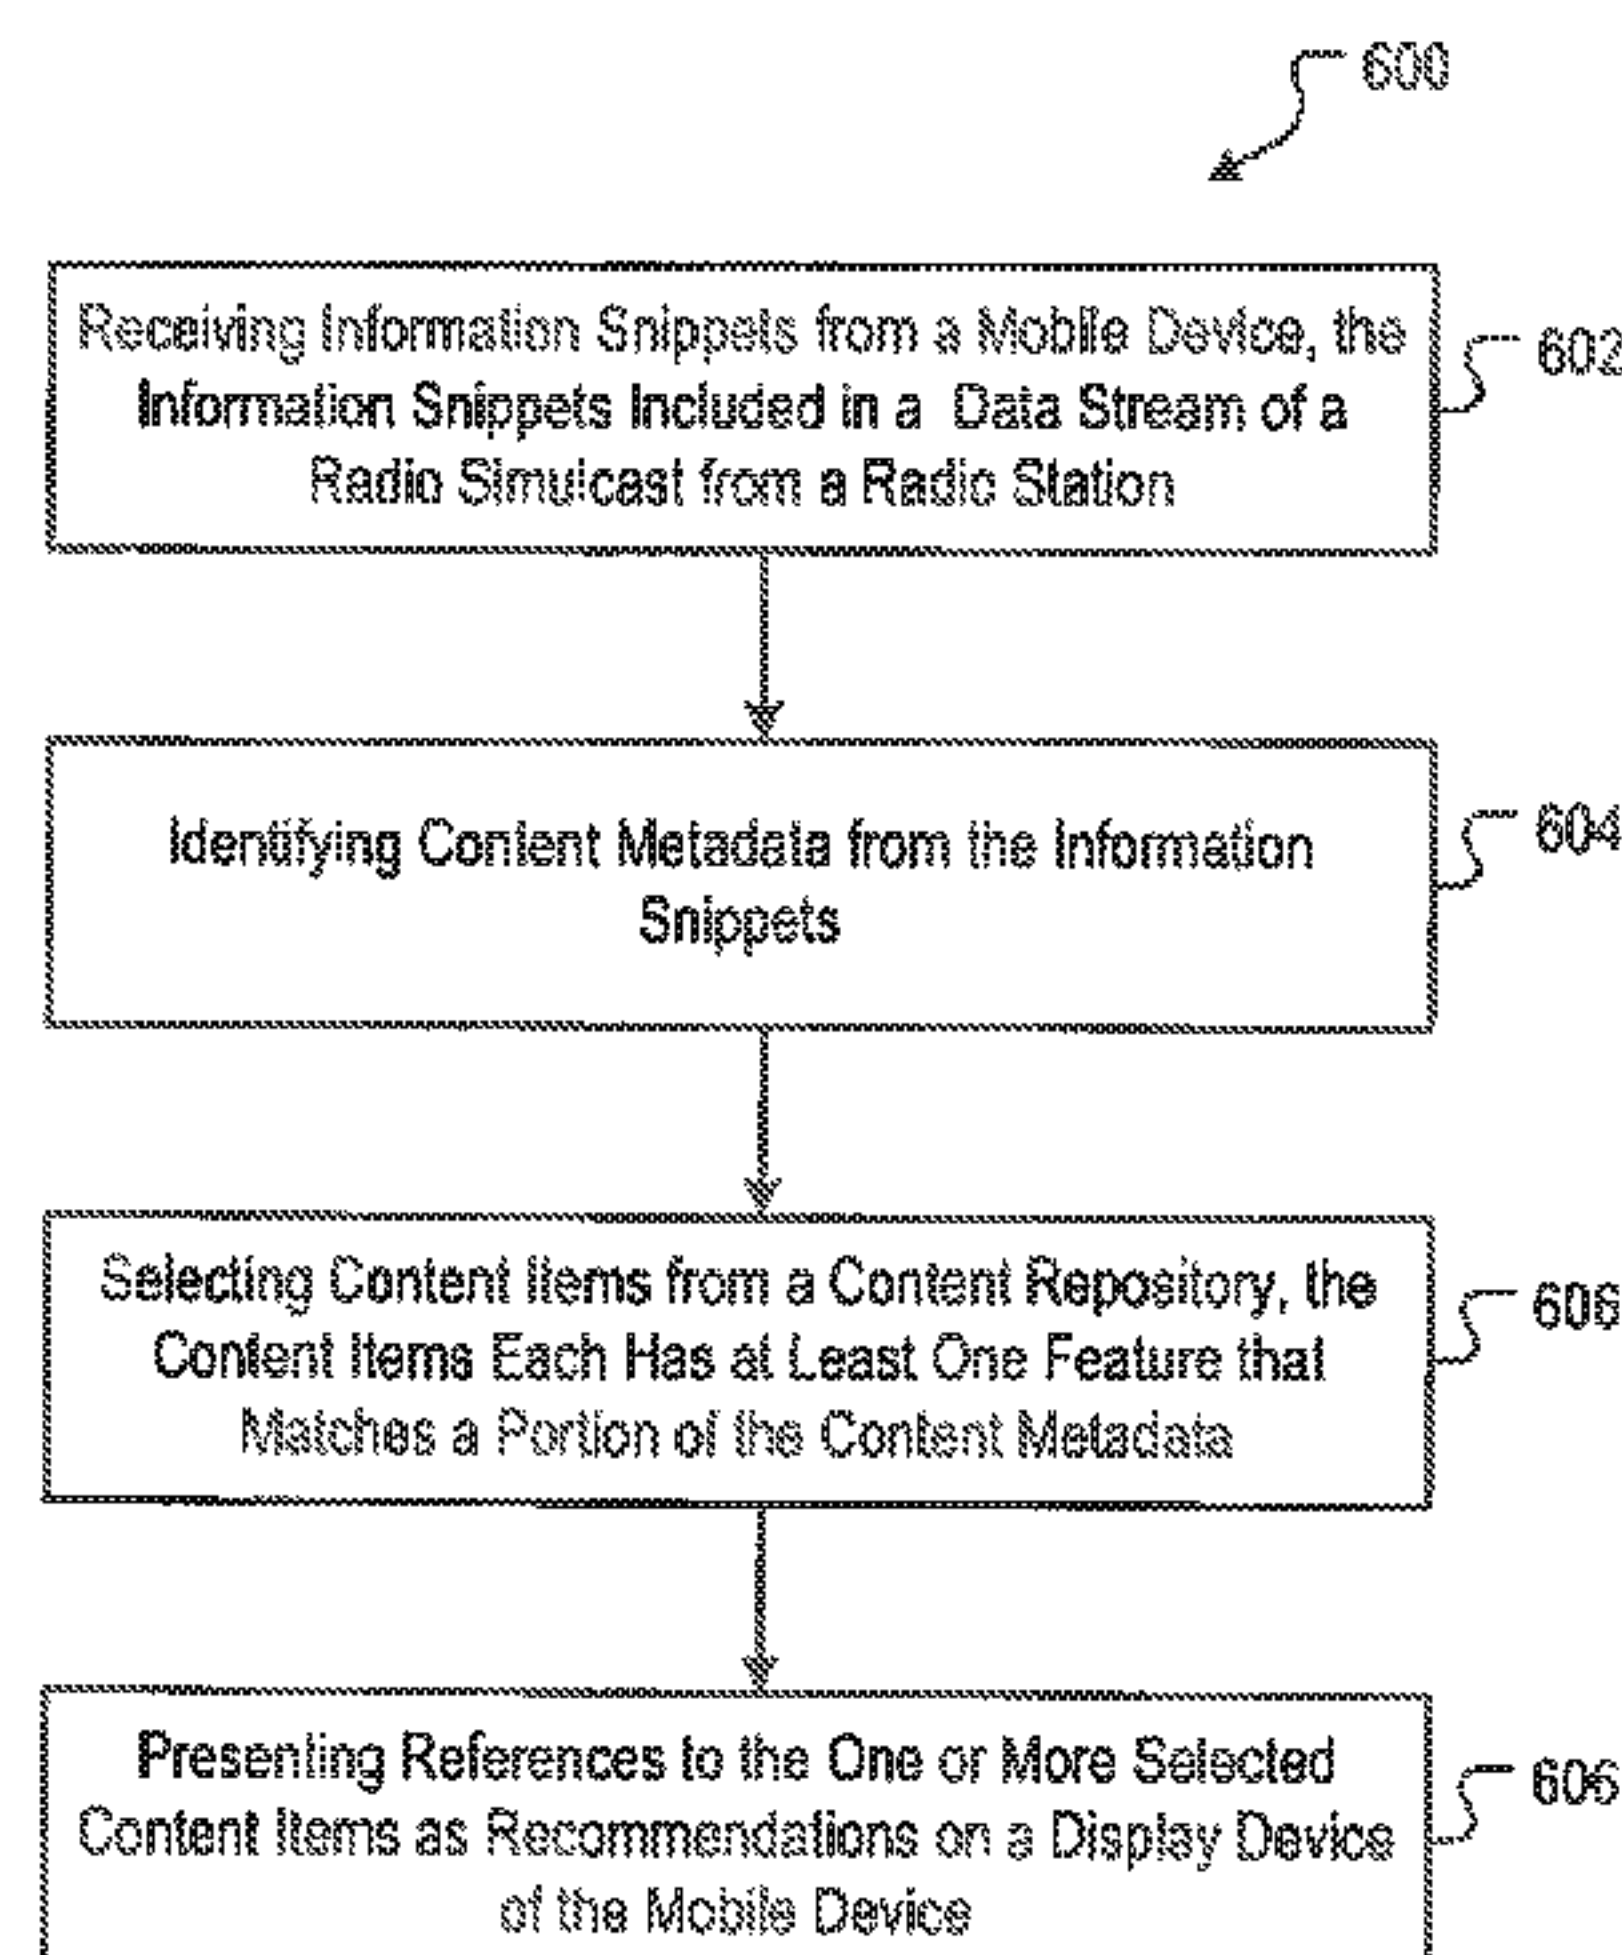 600
Receiving Information Snippets from a Mobile Device, the
602
Information Snippets Included in a Data Stream of a
Radio Simulcast from a Radio Station
Identifying Content Metadata from the Information
604
Snippets
Selecting Content Items from a Content Repository, the
606
Content Items Each Has at Least One Feature that
Matches a Portion of the Content Metadata
Presenting References to the One or More Selected
606
Content Items as Recommendations on a Display Device
of the Mobile Device